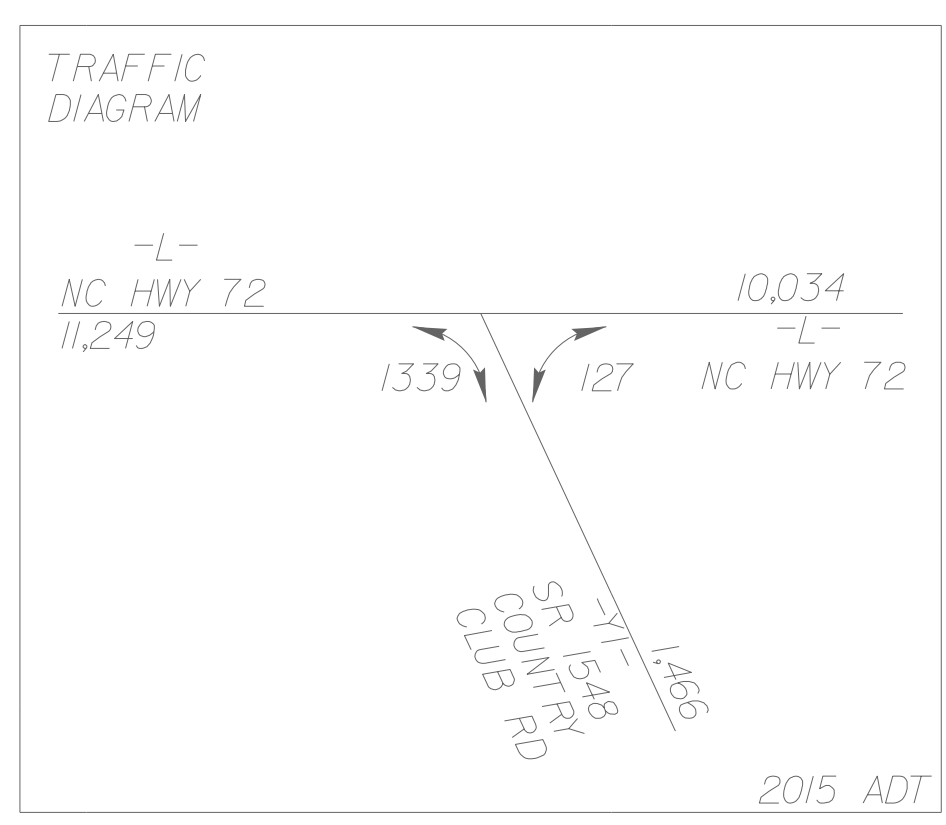 TRAFFIC
DIAGRAM
-L-
NC HWY 72
11,249
10,034
-L-
NC HWY 72
1339
127
-Y1-
SR 1548
COUNTRY
CLUB RD
1,466
2015 ADT